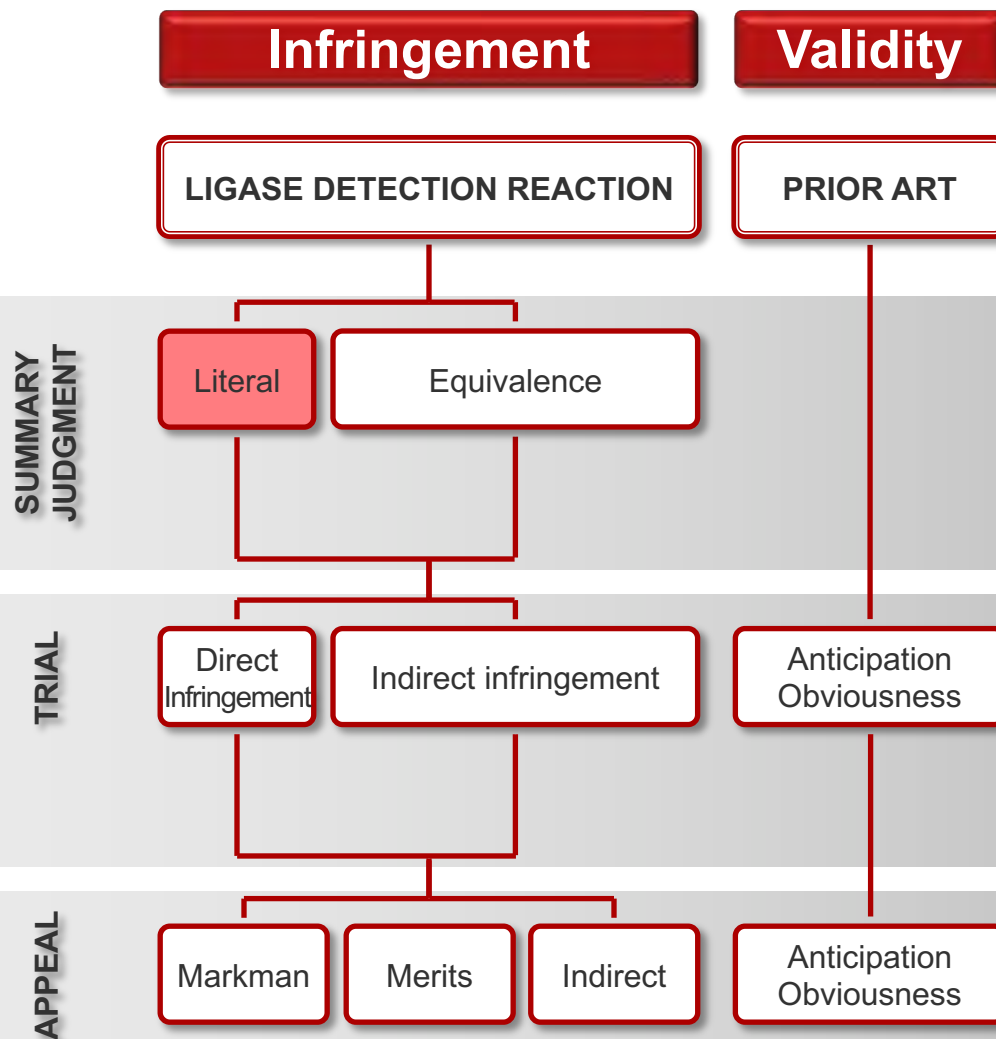 Infringement
Validity
LIGASE DETECTION REACTION
PRIOR ART
SUMMARY
JUDGMENT
Literal
Equivalence
TRIAL
Direct
Infringement
Indirect infringement
Anticipation
Obviousness
APPEAL
Markman
Merits
Indirect
Anticipation
Obviousness